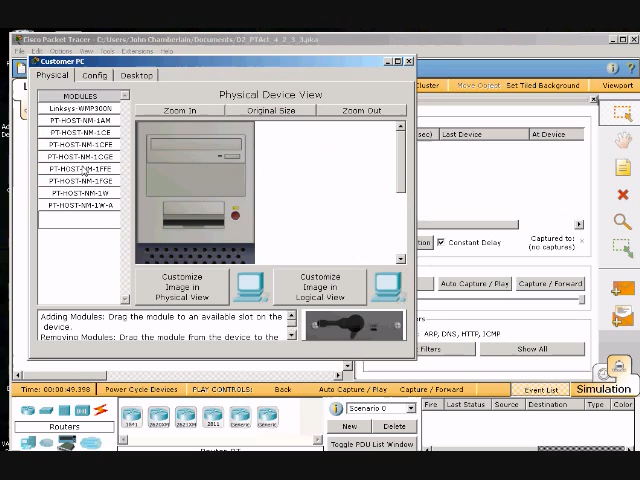 Cisco Packet Tracer - C:/Users/John Chamberlain/Documents/D2_PTAct_4_2_3_3.pka
File Edit Options View Tools Extensions Help
Customer PC
Physical Config Desktop
Cluster Move Object Set Tiled Background Viewport
MODULES
Linksys-WMP300N
PT-HOST-NM-1AM
PT-HOST-NM-1CE
PT-HOST-NM-1CFE
PT-HOST-NM-1CGE
PT-HOST-NM-1FFE
PT-HOST-NM-1FGE
PT-HOST-NM-1W
PT-HOST-NM-1W-A
Physical Device View
Zoom In Original Size Zoom Out
Customize Image in Physical View
Customize Image in Logical View
Adding Modules: Drag the module to an available slot on the device.
Removing Modules: Drag the module from the device to the
sec) Last Device At Device
Constant Delay
Captured to:
(no captures)
Auto Capture / Play Capture / Forward
ARP, DNS, HTTP, ICMP
Filters Show All
Time: 00:00:49.398 Power Cycle Devices PLAY CONTROLS: Back Auto Capture / Play Capture / Forward
Event List Simulation
Routers
1841 2620XM 2621XM 2811 Generic Generic
Scenario 0
New Delete
Toggle PDU List Window
Fire Last Status Source Destination Type Color